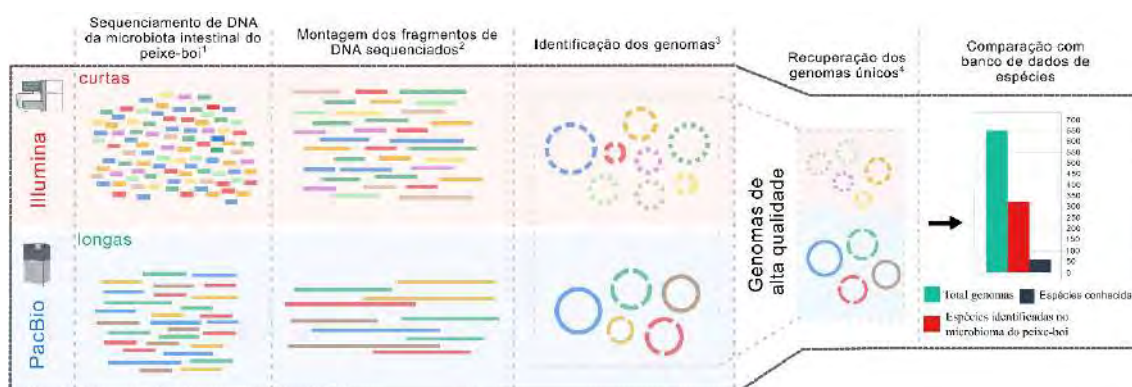 Sequenciamento de DNA
da microbiota intestinal do
peixe-boi¹
Montagem dos fragmentos de
DNA sequenciados²
Identificação dos genomas³
Recuperação dos
genomas únicos⁴
Comparação com
banco de dados de
espécies
Illumina
curtas
PacBio
longas
Genomas de
alta qualidade
700
650
600
550
500
450
400
350
300
250
200
150
100
50
0
Total genomas
Espécies conhecida
Espécies identificadas no
microbioma do peixe-boi